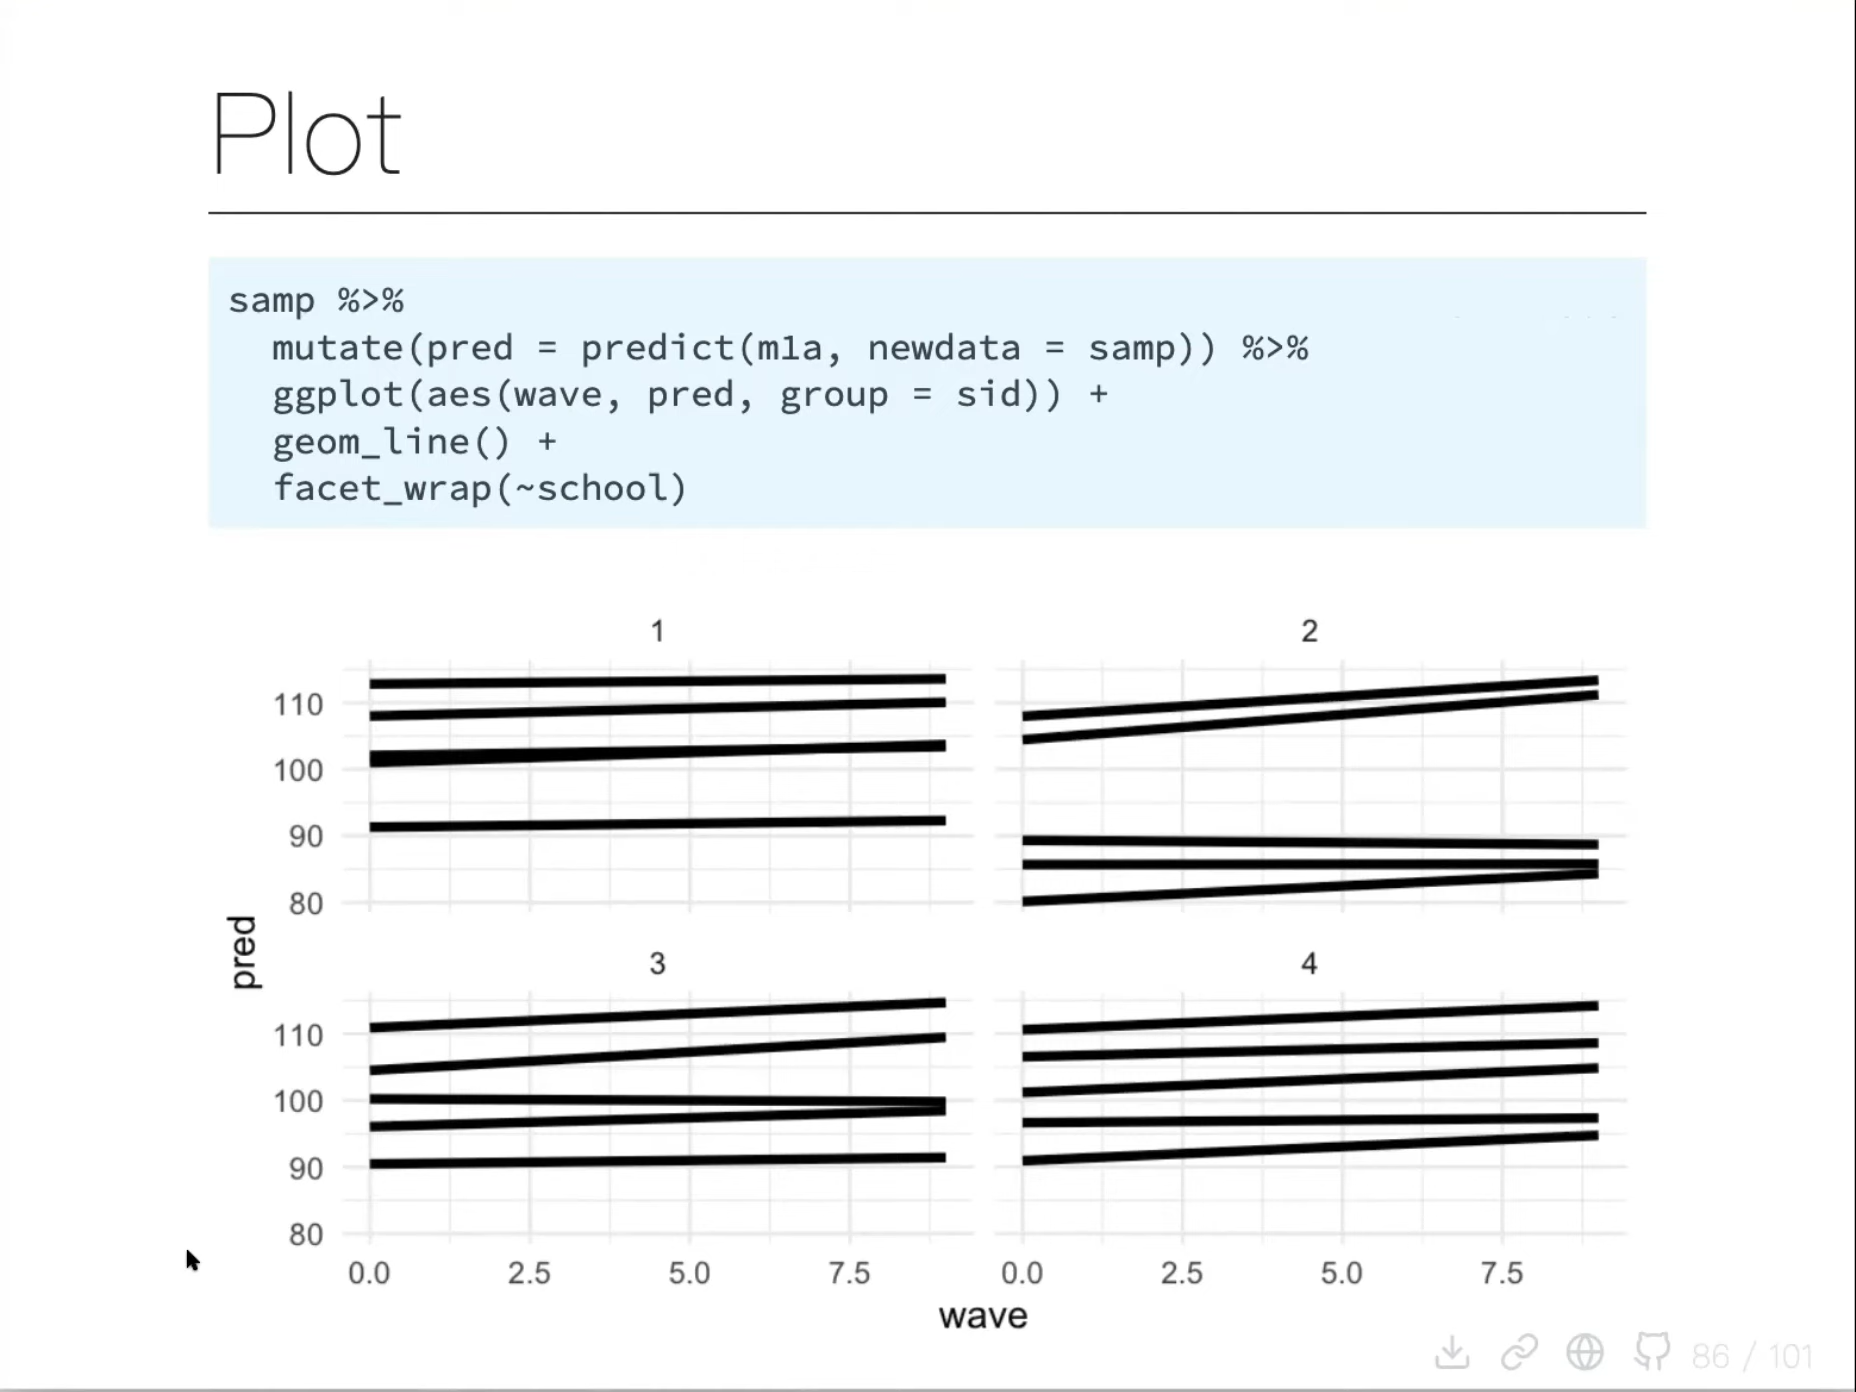 Plot
samp %>%
mutate(pred = predict(m1a, newdata = samp)) %>%
ggplot(aes(wave, pred, group = sid)) +
geom_line() +
facet_wrap(~school)
1
2
110
100
90
80
pred
3
4
110
100
90
80
0.0 2.5 5.0 7.5
0.0 2.5 5.0 7.5
wave
86 / 101